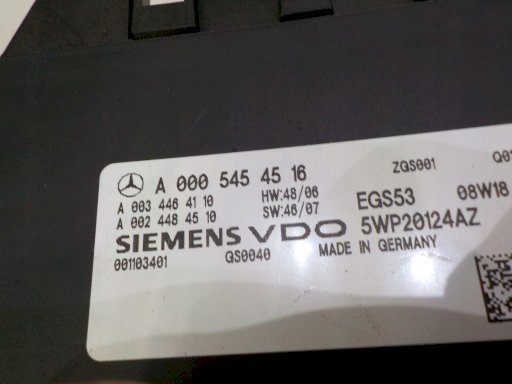 A 000 545 45 16
ZGS001
A 003 446 41 10
HW:48/06
EGS53
08W18
A 002 448 45 10
SW:46/07
5WP20124AZ
SIEMENS VDO
MADE IN GERMANY
001103401
GS0040